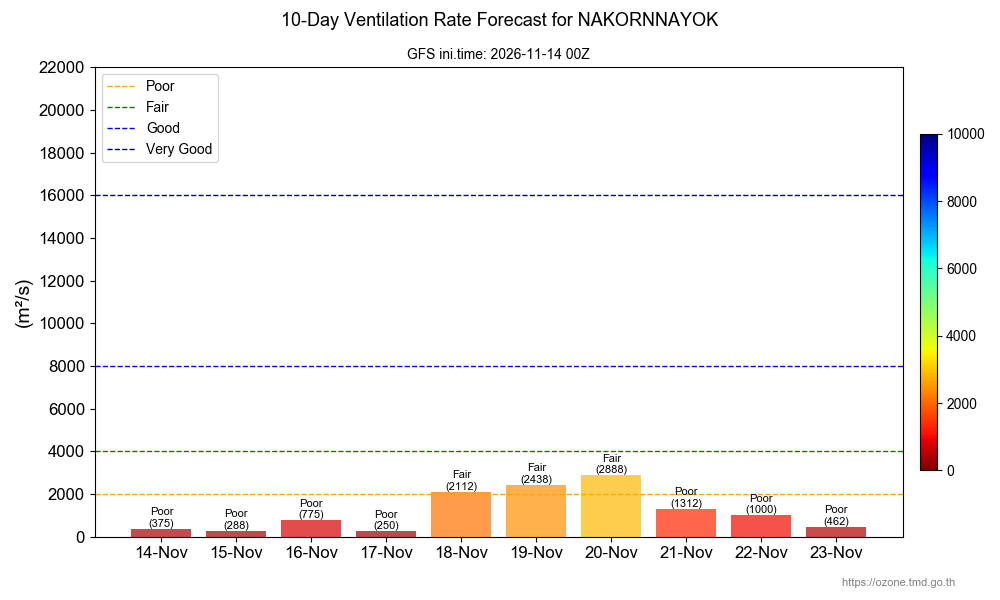 10-Day Ventilation Rate Forecast for NAKORNNAYOK
GFS ini.time: 2026-11-14 00Z
(m²/s)
22000
20000
18000
16000
14000
12000
10000
8000
6000
4000
2000
0
Poor
Fair
Good
Very Good
Poor
(375)
Poor
(288)
Poor
(775)
Poor
(250)
Fair
(2112)
Fair
(2438)
Fair
(2888)
Poor
(1312)
Poor
(1000)
Poor
(462)
14-Nov 15-Nov 16-Nov 17-Nov 18-Nov 19-Nov 20-Nov 21-Nov 22-Nov 23-Nov
10000
8000
6000
4000
2000
0
https://ozone.tmd.go.th